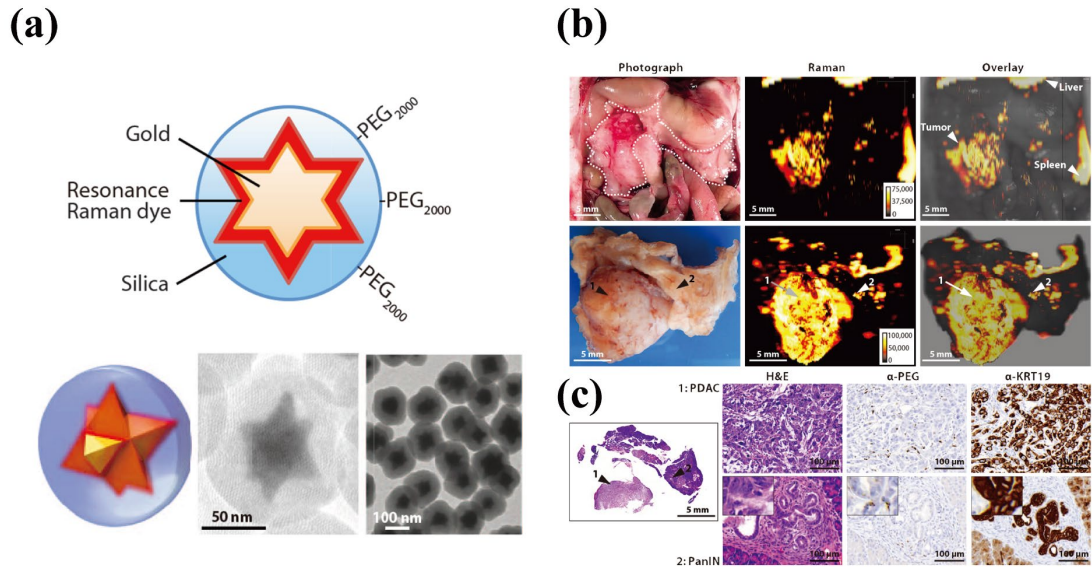 (a)
Gold
Resonance
Raman dye
Silica
-PEG2000
-PEG2000
-PEG2000
50 nm
100 nm
(b)
Photograph
Raman
Overlay
5 mm
5 mm
75,000
37,500
0
Liver
Tumor
Spleen
5 mm
1
2
5 mm
1
2
5 mm
100,000
50,000
0
1
2
5 mm
(c)
1: PDAC
H&E
α-PEG
α-KRT19
1
2
5 mm
100 µm
100 µm
100 µm
2: PanIN
100 µm
100 µm
100 µm